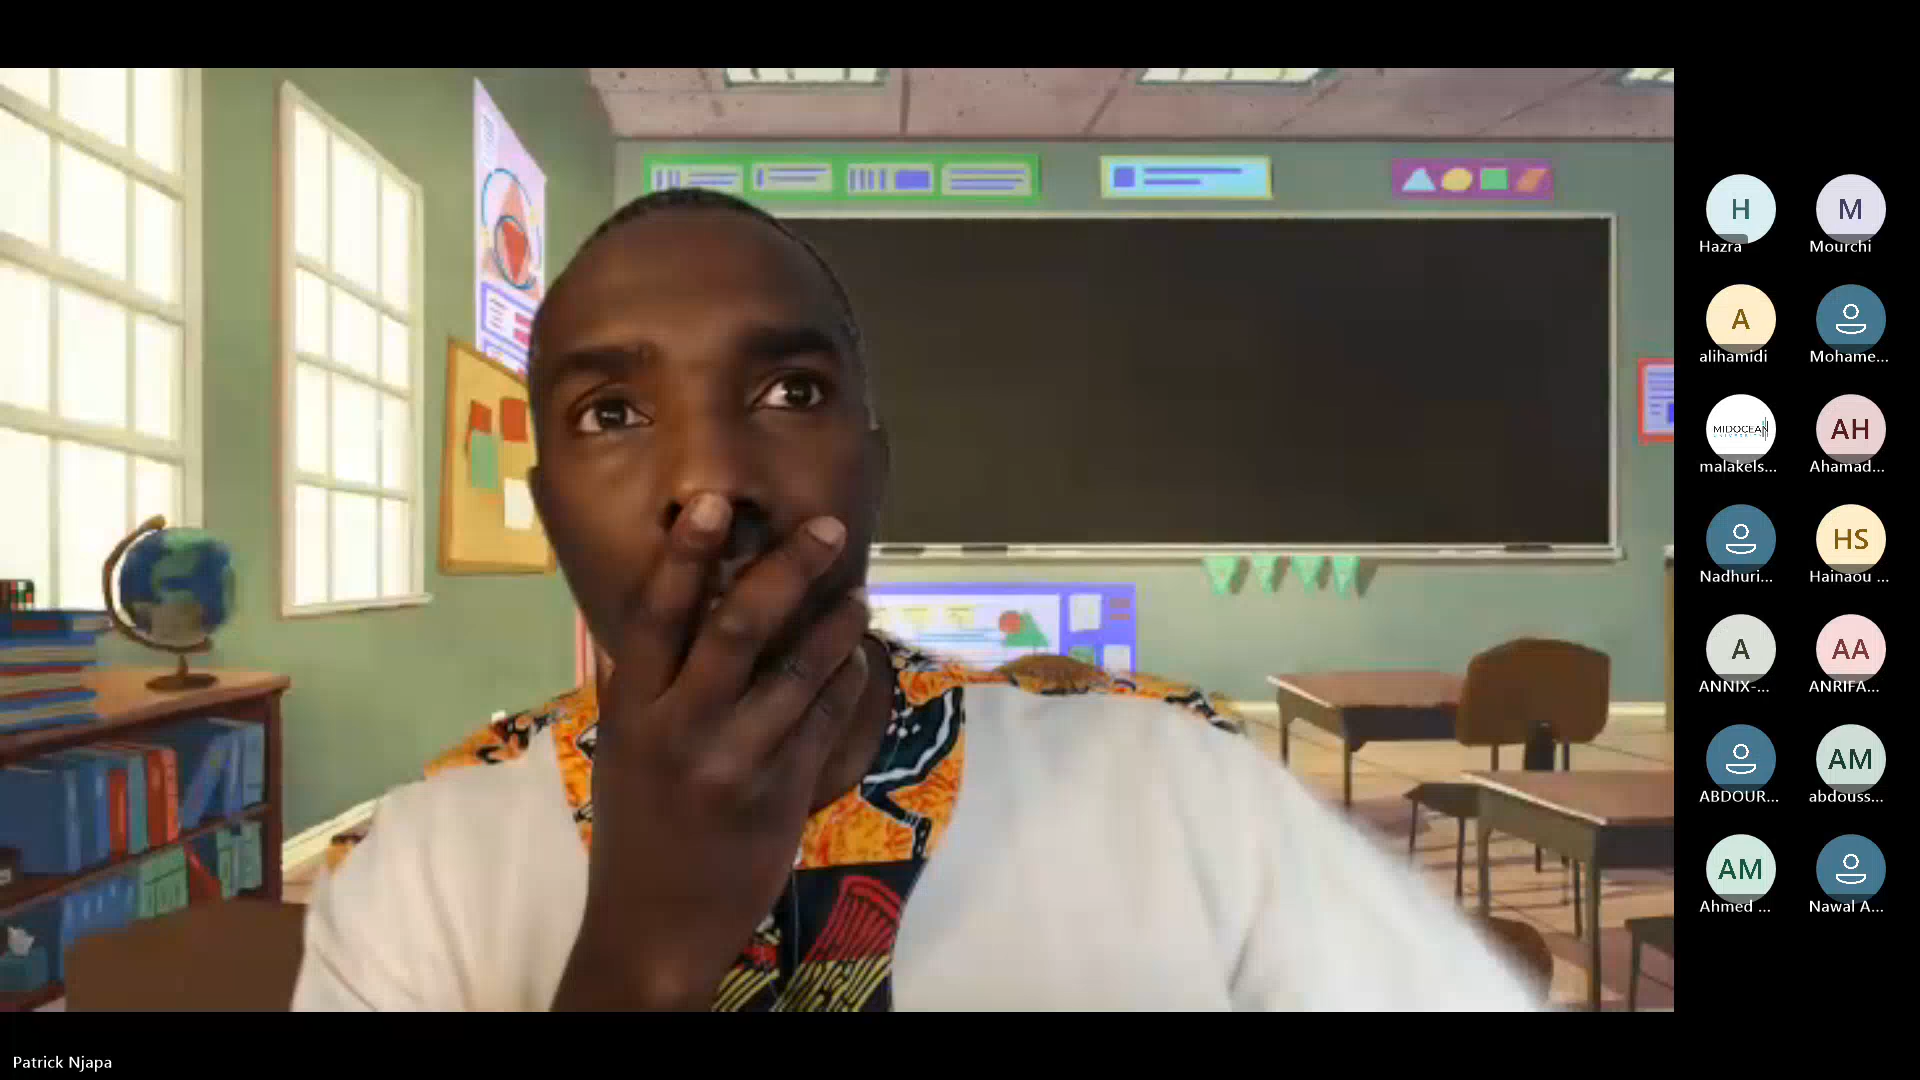 H
M
Hazra
Mourchi
A
alihamidi
Mohame...
MIDOCEAN
AH
malakels...
Ahamad...
HS
Nadhuri...
Hainaou ...
A
AA
ANNIX-...
ANRIFA...
AM
ABDOUR...
abdouss...
AM
Ahmed ...
Nawal A...
Patrick Njapa